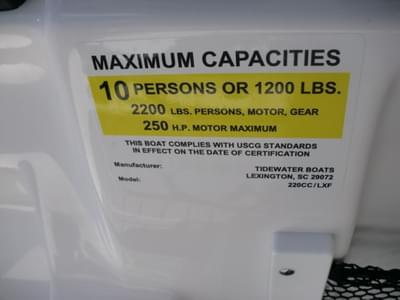 MAXIMUM CAPACITIES
10 PERSONS OR 1200 LBS.
2200 LBS. PERSONS, MOTOR, GEAR
250 H.P. MOTOR MAXIMUM
THIS BOAT COMPLIES WITH USCG STANDARDS
IN EFFECT ON THE DATE OF CERTIFICATION
Manufacturer: TIDEWATER BOATS
LEXINGTON, SC 29072
Model: 220CC/LXF